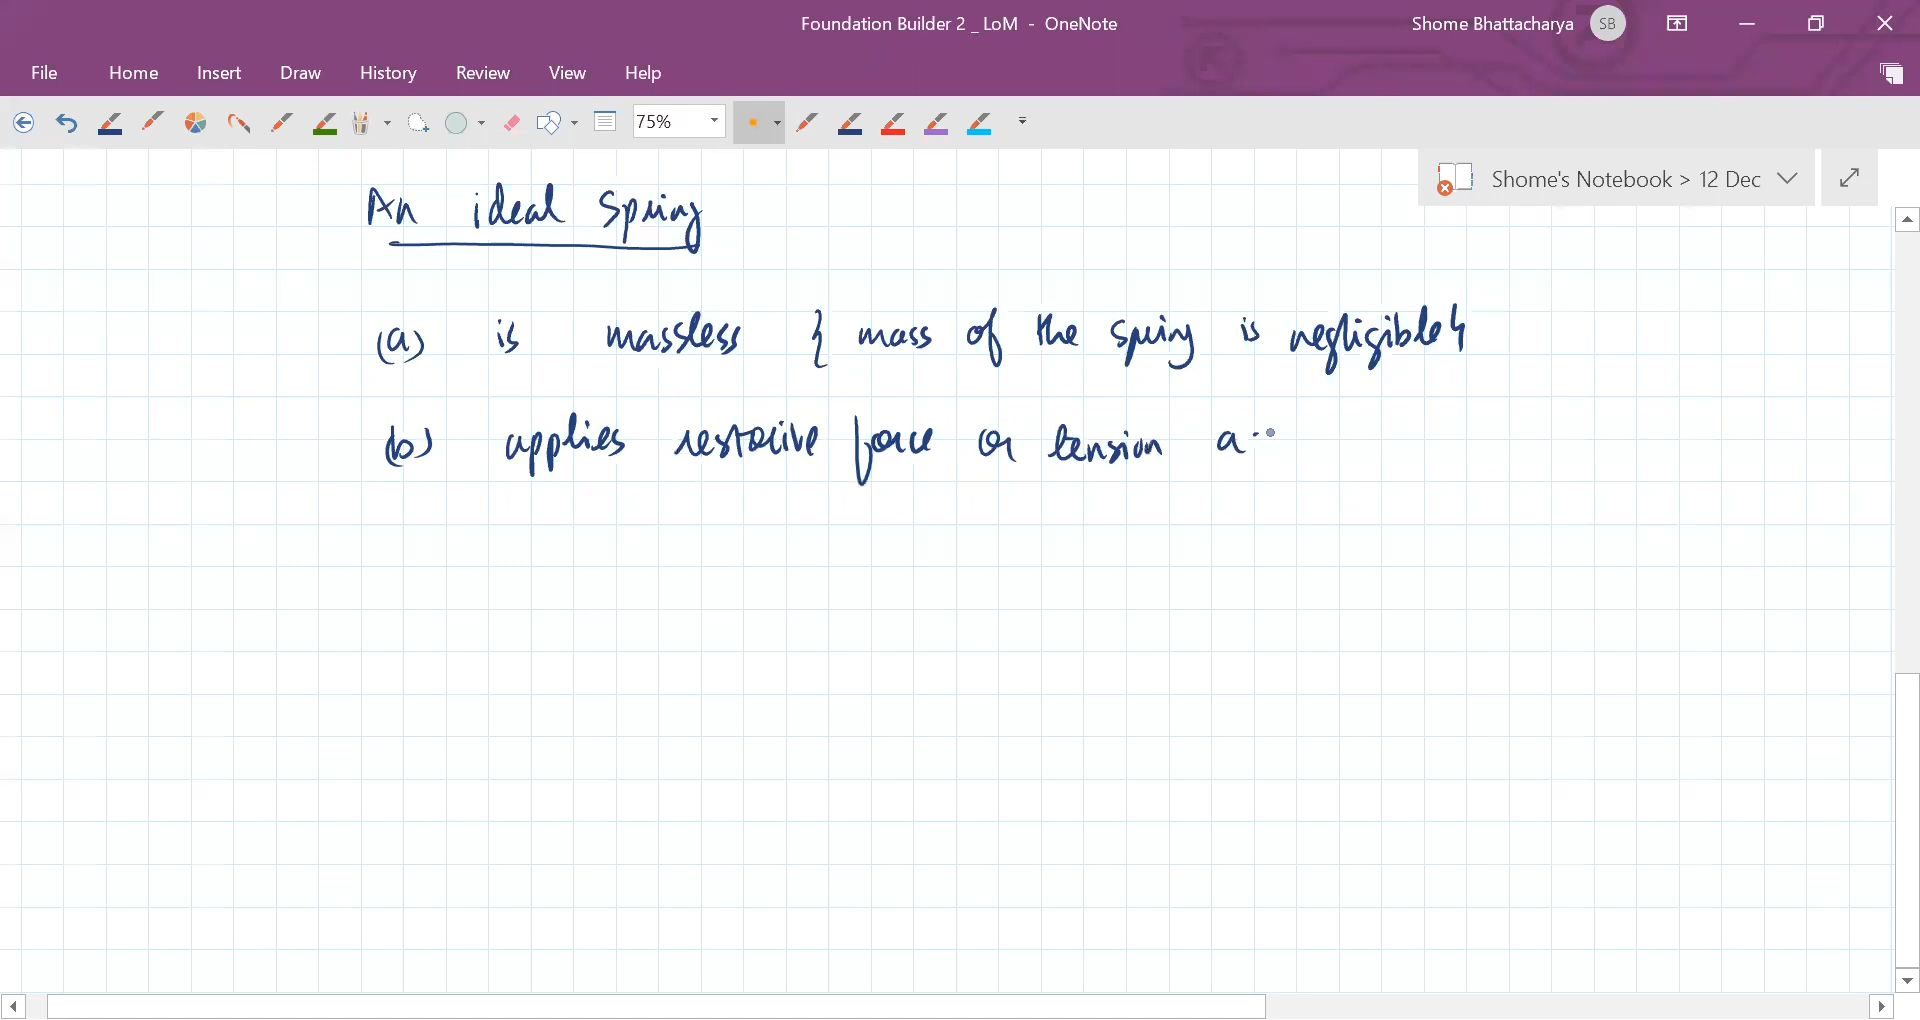 Foundation Builder 2 _ LoM - OneNote
Shome Bhattacharya SB
File Home Insert Draw History Review View Help
75%
Shome's Notebook > 12 Dec
An ideal spring
(a) is massless { mass of the spring is negligible}
(b) applies restorive force or tension a